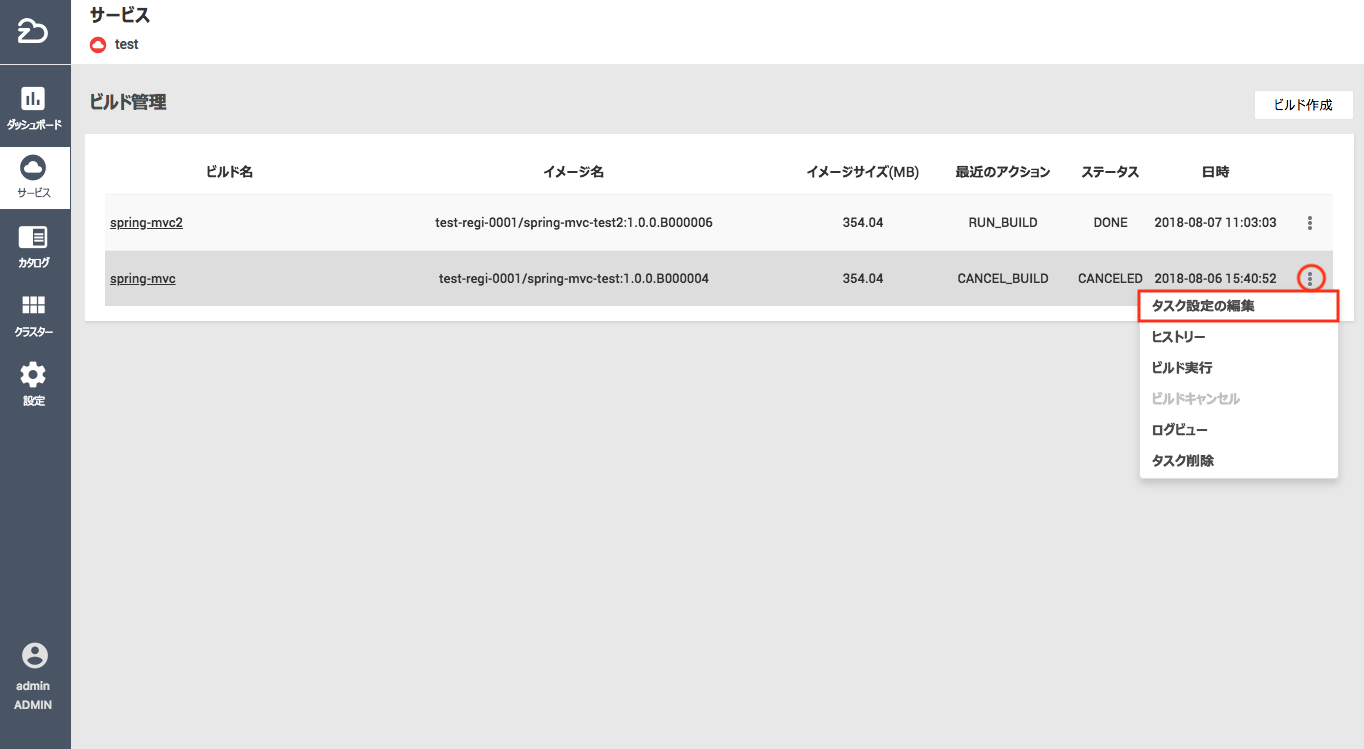 サービス
test
ダッシュボード
サービス
カタログ
クラスター
設定
admin
ADMIN
ビルド管理
ビルド作成
ビルド名 イメージ名 イメージサイズ(MB) 最近のアクション ステータス 日時
spring-mvc2 test-regi-0001/spring-mvc-test2:1.0.0.B000006 354.04 RUN_BUILD DONE 2018-08-07 11:03:03
spring-mvc test-regi-0001/spring-mvc-test:1.0.0.B000004 354.04 CANCEL_BUILD CANCELED 2018-08-06 15:40:52
タスク設定の編集
ヒストリー
ビルド実行
ビルドキャンセル
ログビュー
タスク削除